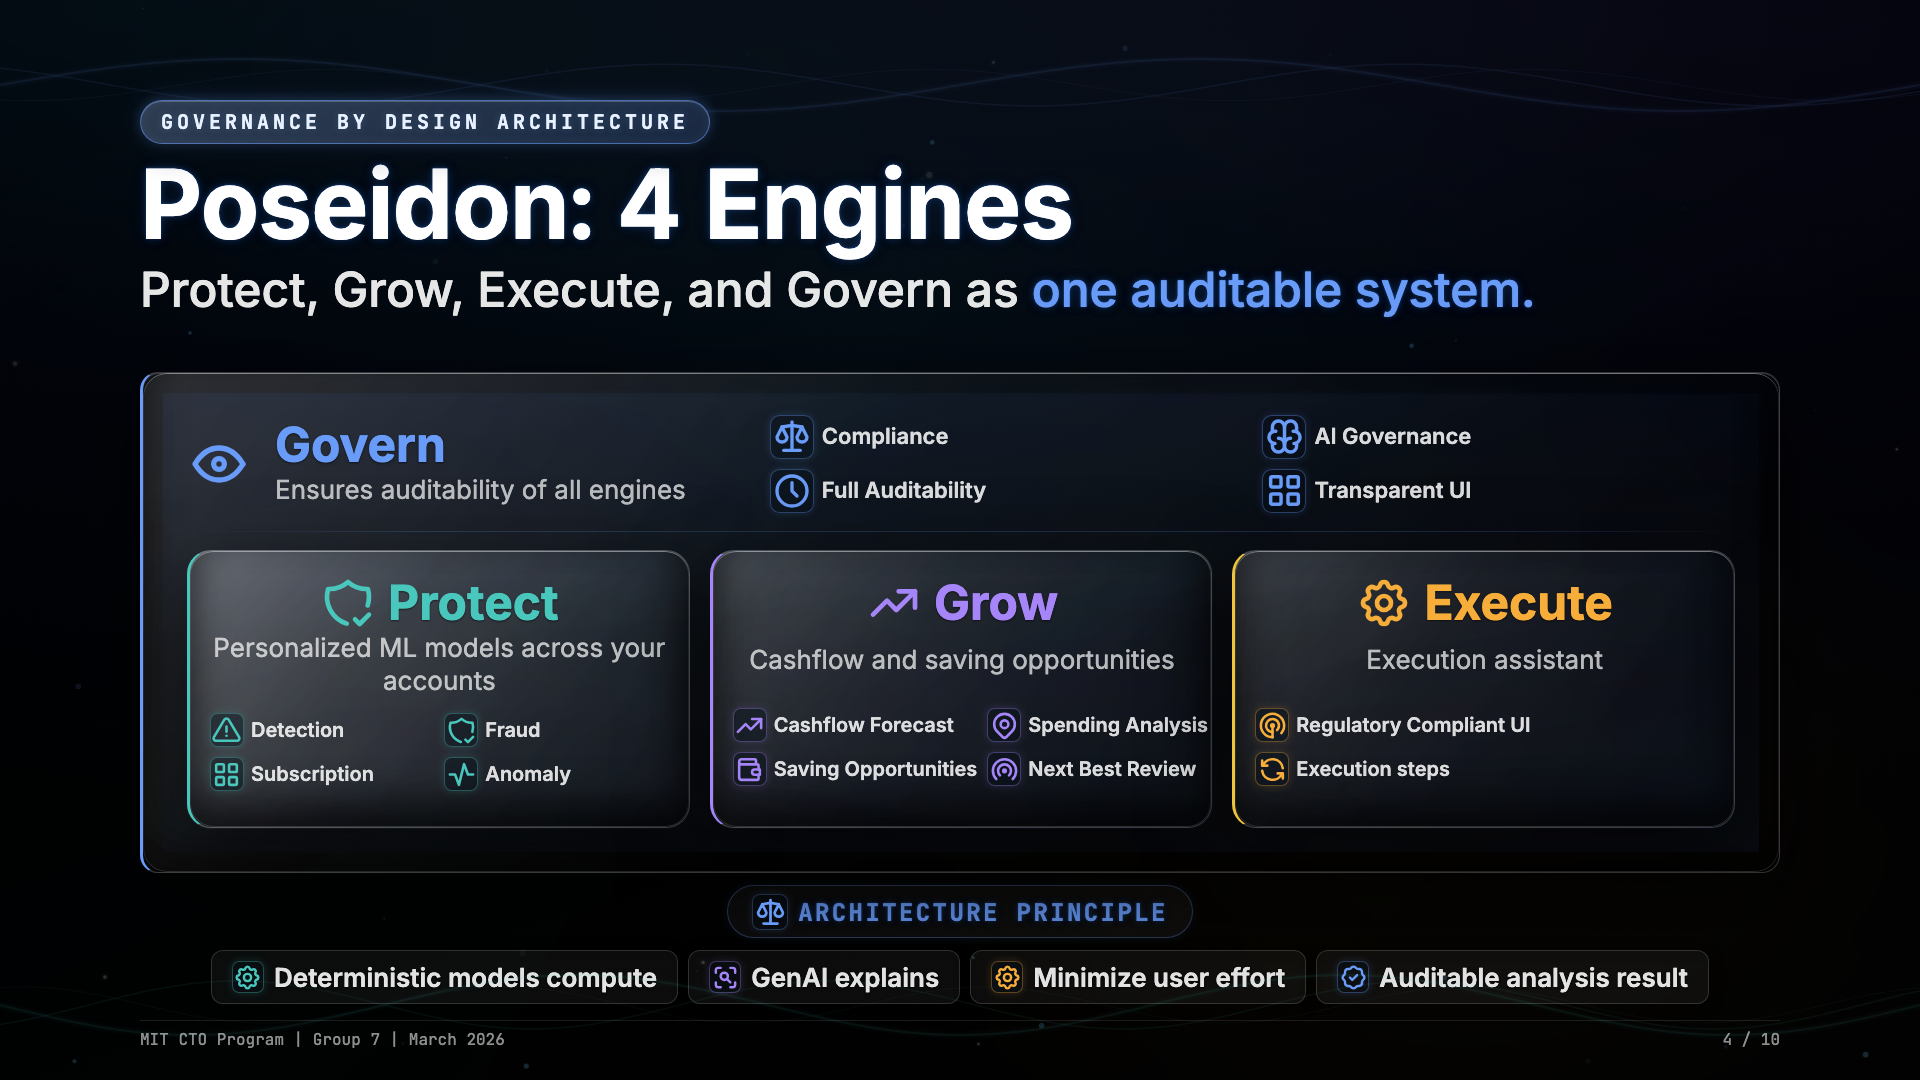 GOVERNANCE BY DESIGN ARCHITECTURE
Poseidon: 4 Engines
Protect, Grow, Execute, and Govern as one auditable system.
Govern
Ensures auditability of all engines
Compliance
Full Auditability
AI Governance
Transparent UI
Protect
Personalized ML models across your
accounts
Detection
Fraud
Subscription
Anomaly
Grow
Cashflow and saving opportunities
Cashflow Forecast
Spending Analysis
Saving Opportunities
Next Best Review
Execute
Execution assistant
Regulatory Compliant UI
Execution steps
ARCHITECTURE PRINCIPLE
Deterministic models compute
GenAI explains
Minimize user effort
Auditable analysis result
MIT CTO Program | Group 7 | March 2026
4 / 10